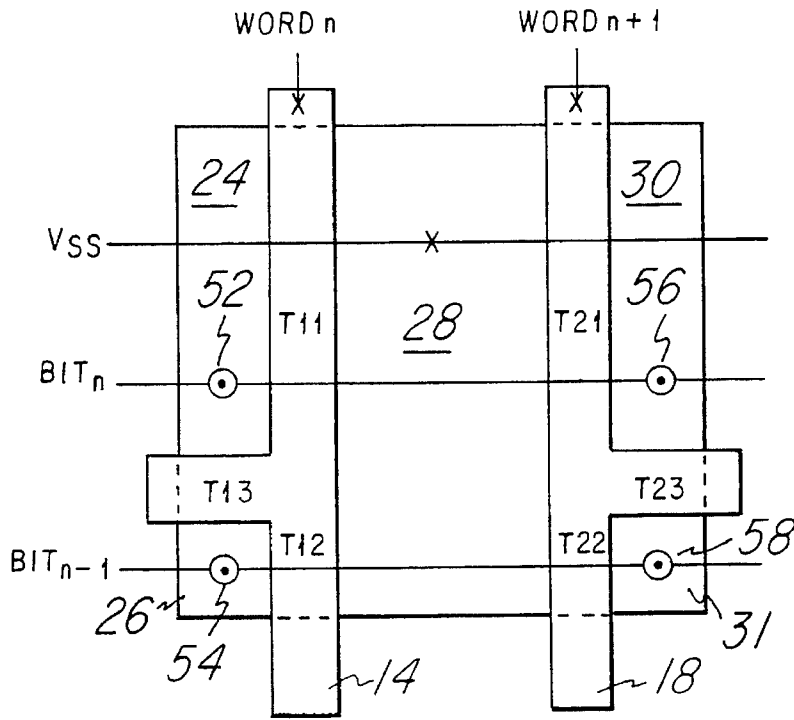 WORD n WORD n+1
24 30
VSS
52 56
T11 28 T21
BITn
T13 T23
T12 T22 58
BITn-1
26 31
54 14 18